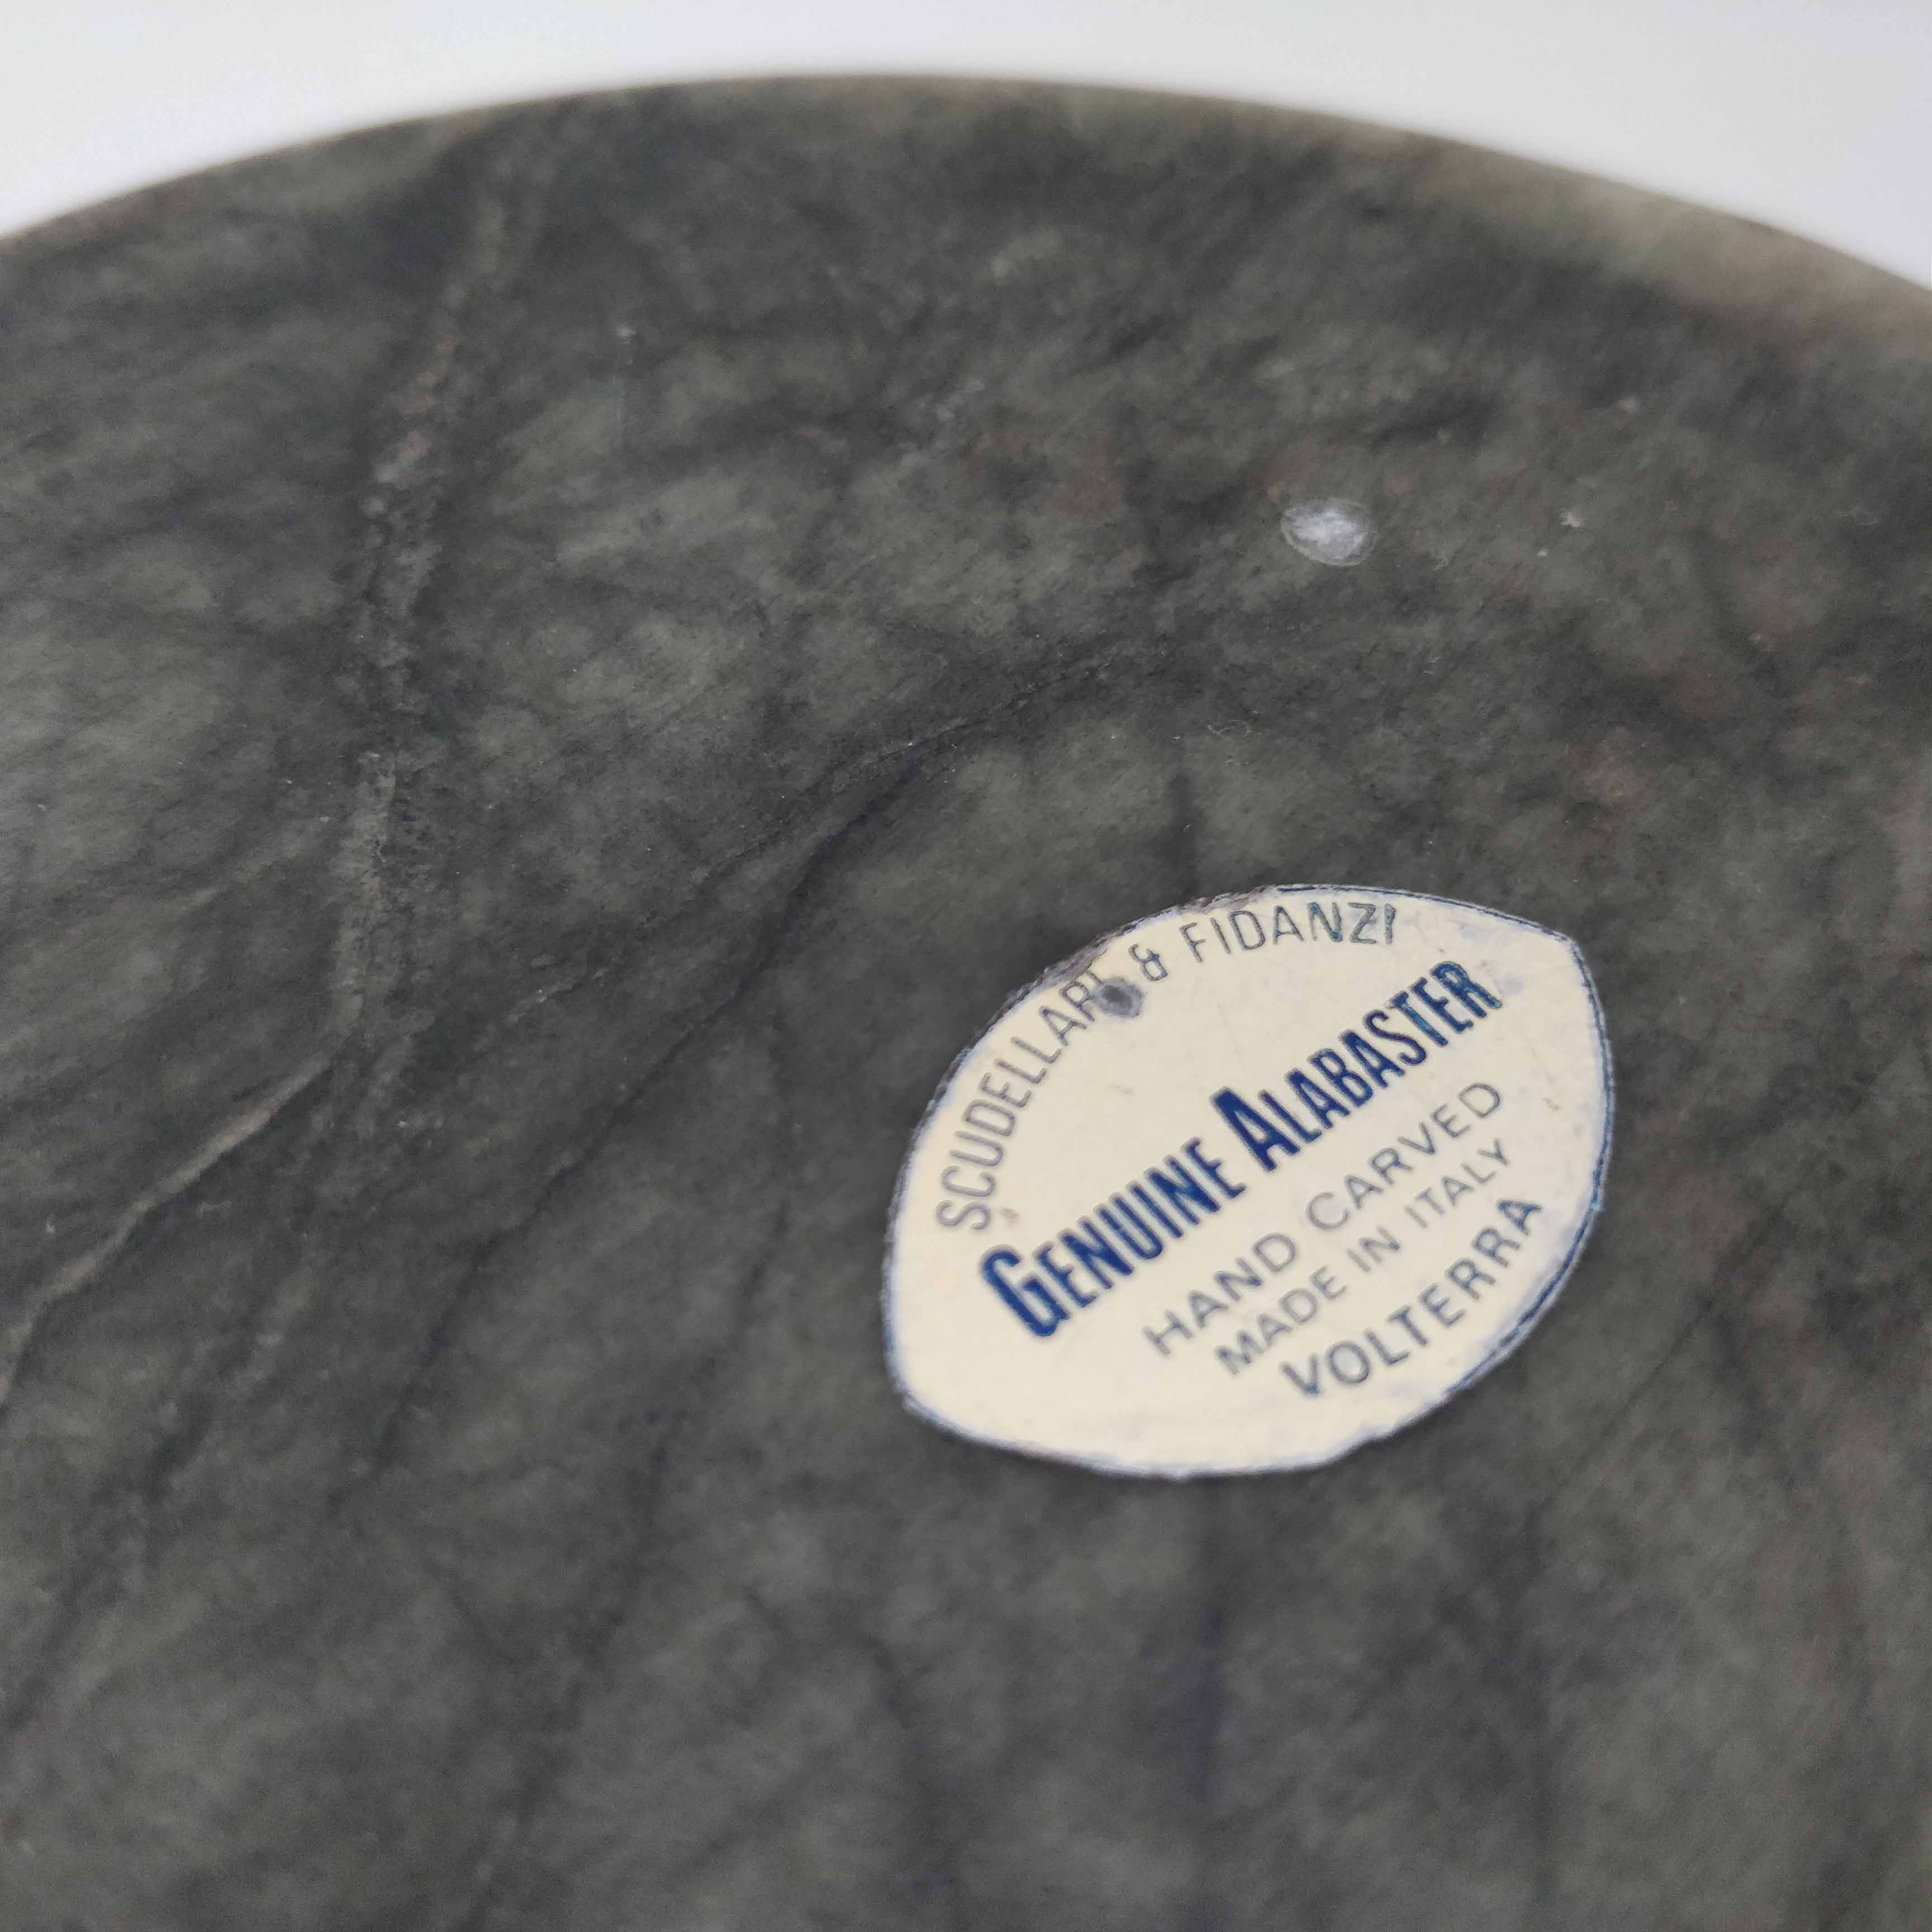 SCUDELLARI & FIDANZI
GENUINE ALABASTER
HAND CARVED
MADE IN ITALY
VOLTERRA